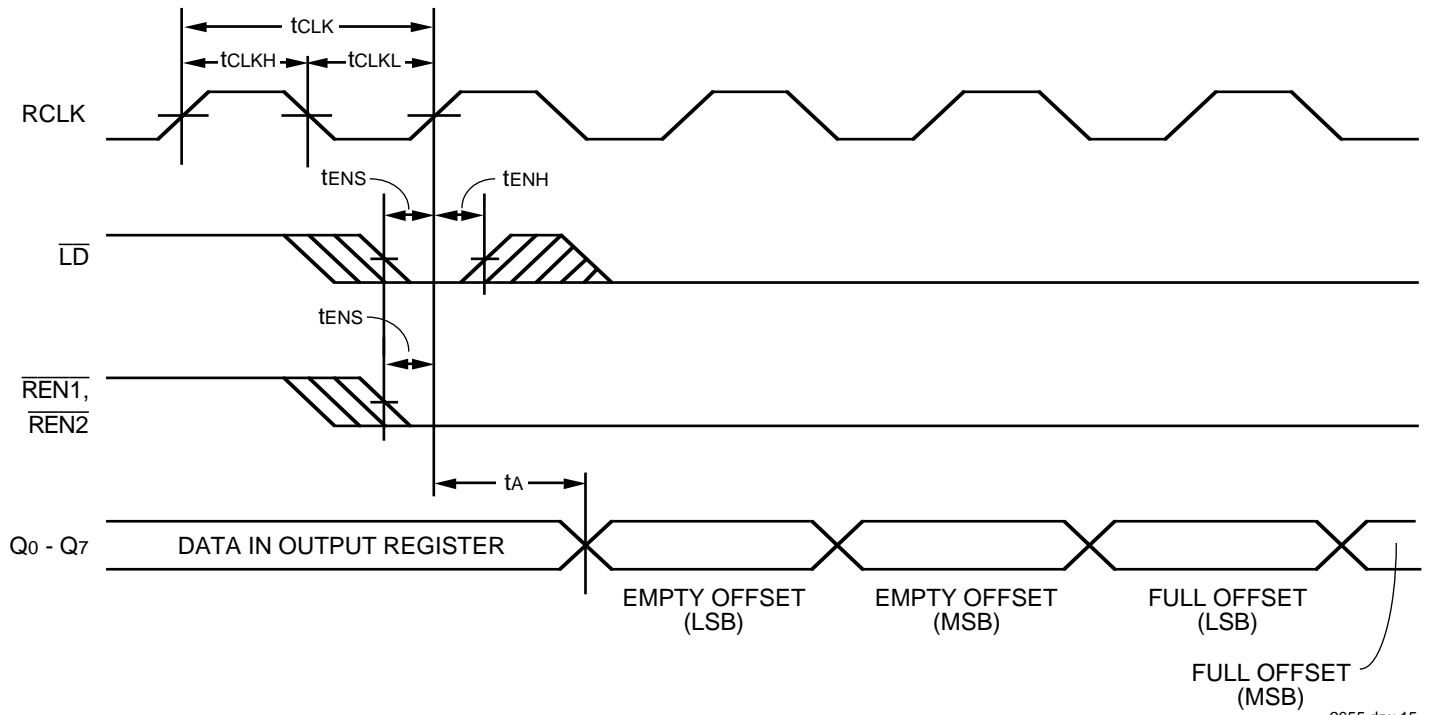 tCLK
tCLKH
tCLKL
RCLK
tENS
tENH
LD
tENS
REN1,
REN2
tA
Q0 - Q7
DATA IN OUTPUT REGISTER
EMPTY OFFSET
(LSB)
EMPTY OFFSET
(MSB)
FULL OFFSET
(LSB)
FULL OFFSET
(MSB)